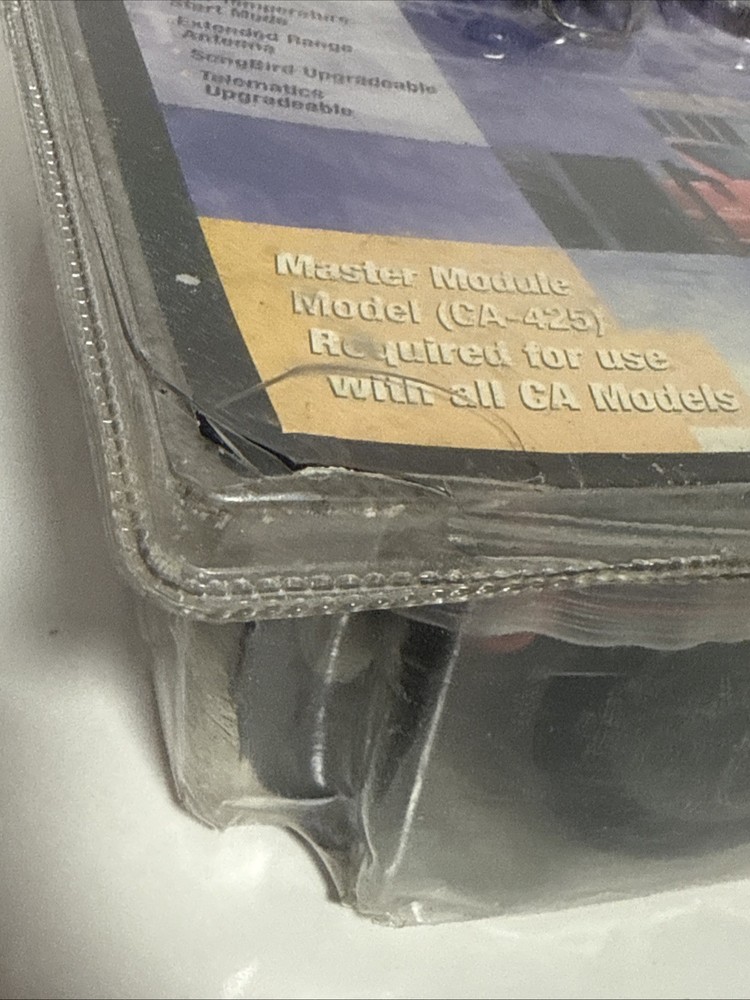 Temperature
Start Mode
Extended Range
Antenna
SongBird Upgradeable
Telematics
Upgradeable
Master Module
Model (CA-425)
Required for use
with all CA Models